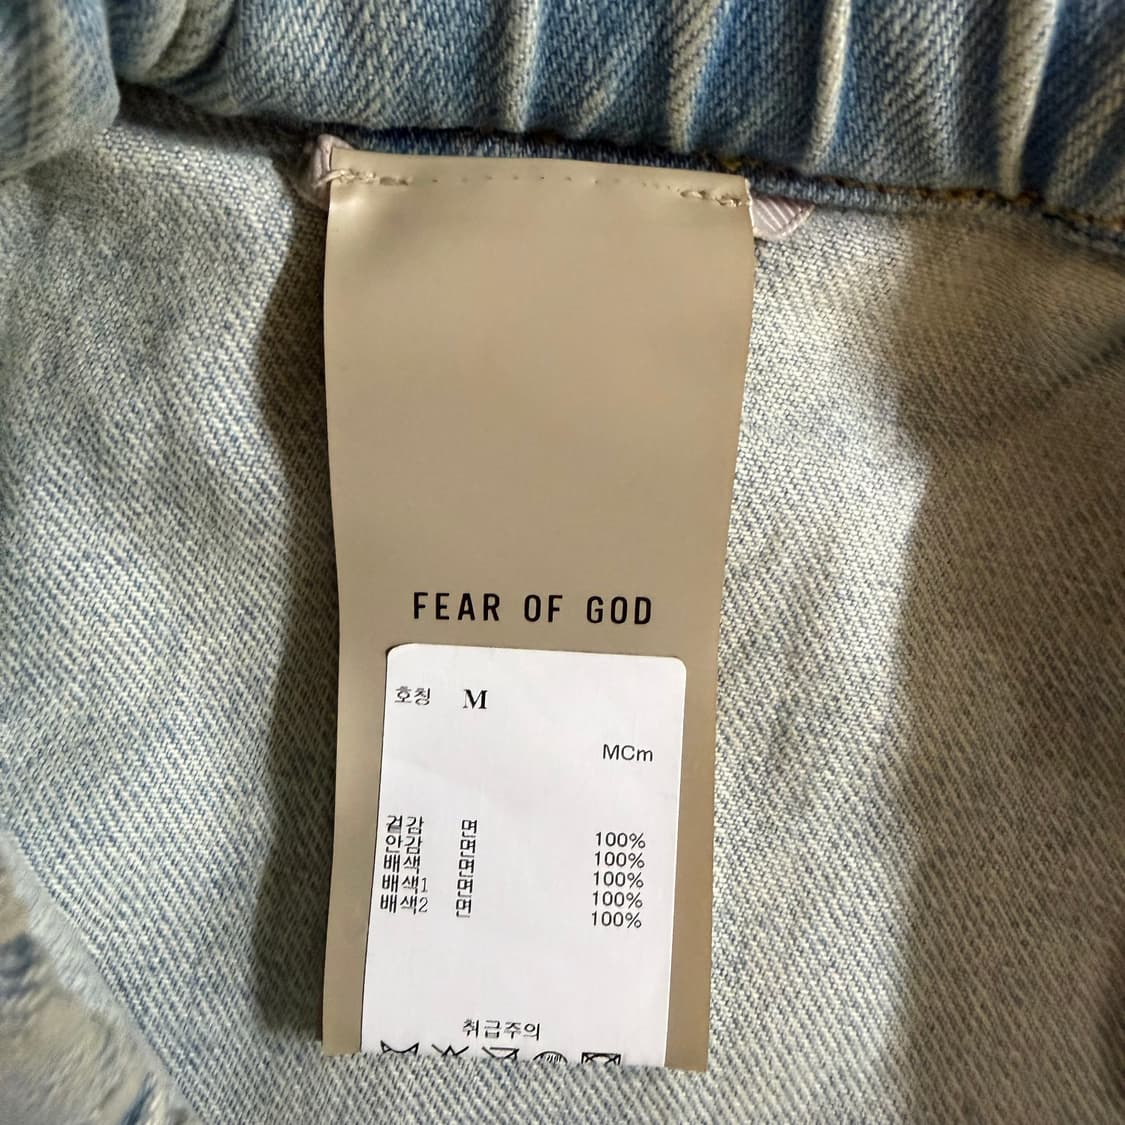 FEAR OF GOD
호칭 M
MCm
겉감 면 100%
안감 면 100%
배색 면 100%
배색1 면 100%
배색2 면 100%
취급주의